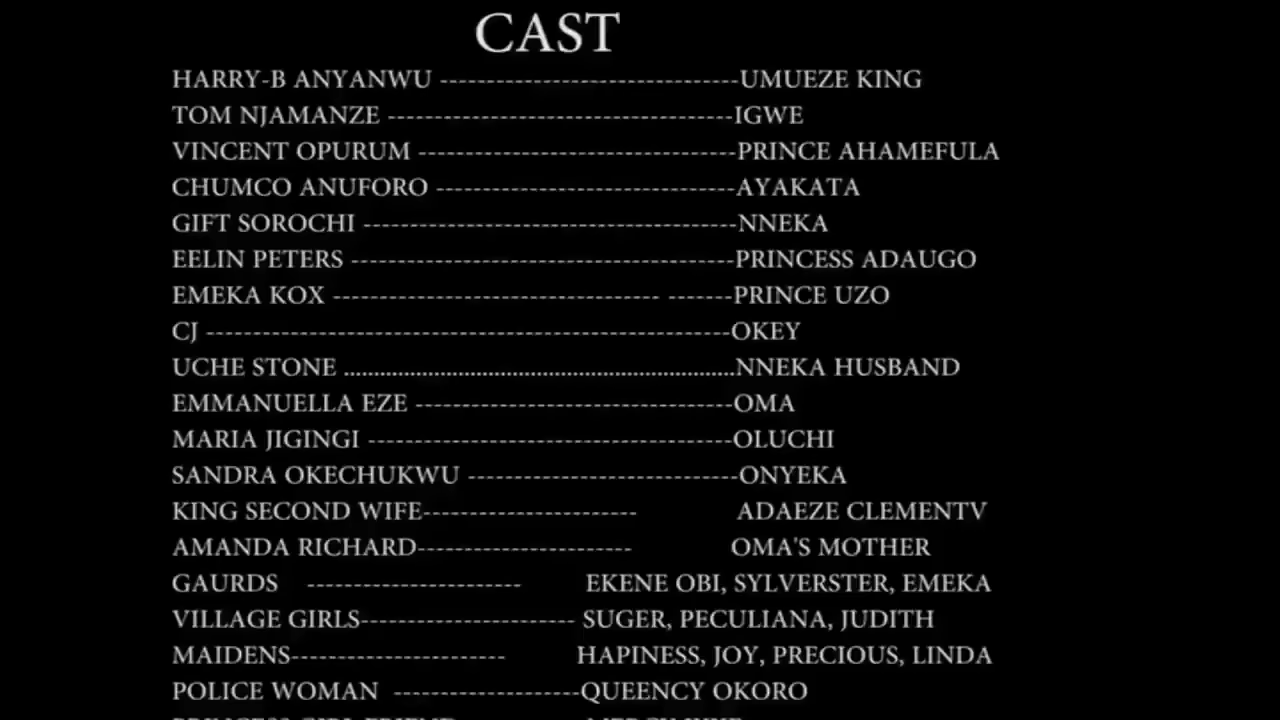 CAST
HARRY-B ANYANWU ---------------------------------UMUEZE KING
TOM NJAMANZE --------------------------------------IGWE
VINCENT OPURUM -----------------------------------PRINCE AHAMEFULA
CHUMCO ANUFORO ---------------------------------AYAKATA
GIFT SOROCHI -----------------------------------------NNEKA
EELIN PETERS ------------------------------------------PRINCESS ADAUGO
EMEKA KOX ------------------------------------ -------PRINCE UZO
CJ ----------------------------------------------------------OKEY
UCHE STONE ..................................................................NNEKA HUSBAND
EMMANUELLA EZE -----------------------------------OMA
MARIA JIGINGI ----------------------------------------OLUCHI
SANDRA OKECHUKWU ------------------------------ONYEKA
KING SECOND WIFE----------------------- ADAEZE CLEMENTV
AMANDA RICHARD----------------------- OMA'S MOTHER
GAURDS ----------------------- EKENE OBI, SYLVERSTER, EMEKA
VILLAGE GIRLS----------------------- SUGER, PECULIANA, JUDITH
MAIDENS----------------------- HAPINESS, JOY, PRECIOUS, LINDA
POLICE WOMAN --------------------QUEENCY OKORO